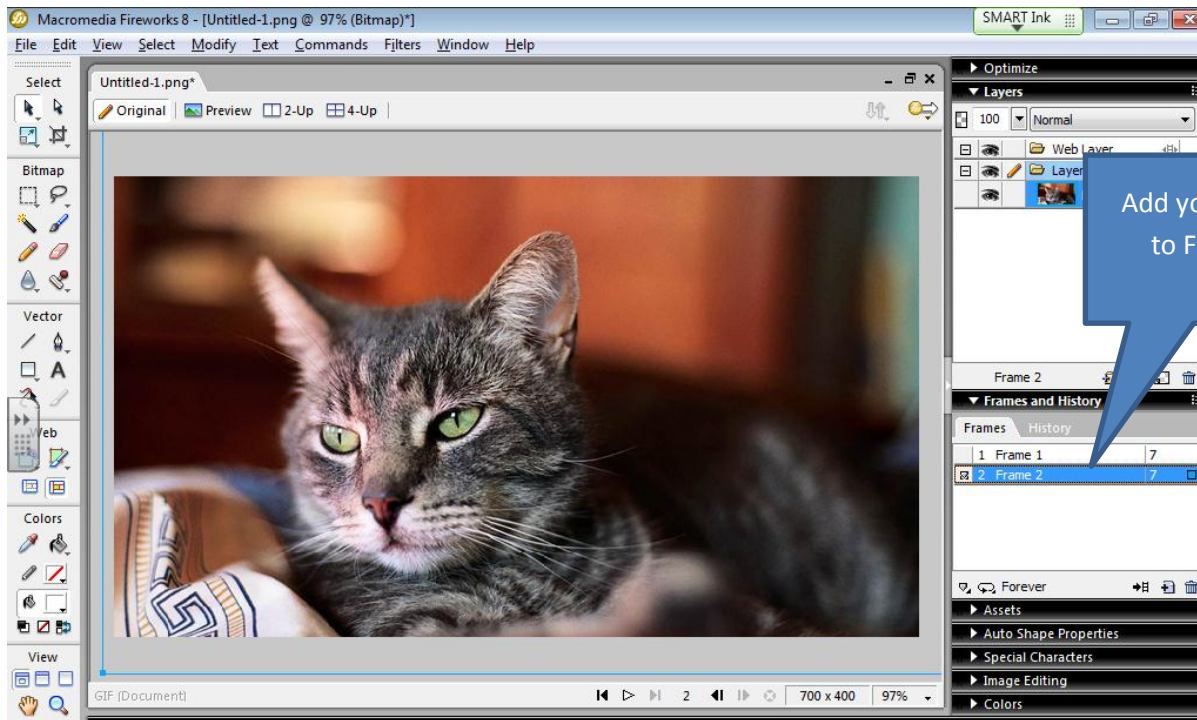 Macromedia Fireworks 8 - [Untitled-1.png @ 97% (Bitmap)*]
SMART Ink
File Edit View Select Modify Text Commands Filters Window Help
Select
Bitmap
Vector
A
Web
Colors
View
Untitled-1.png*
Original Preview 2-Up 4-Up
GIF (Document)
2 700 x 400 97%
Optimize
Layers
100 Normal
Web Layer
Layer
Add
to
Frame 2
Frames and History
Frames History
1 Frame 1 7
2 Frame 2 7
Forever
Assets
Auto Shape Properties
Special Characters
Image Editing
Colors